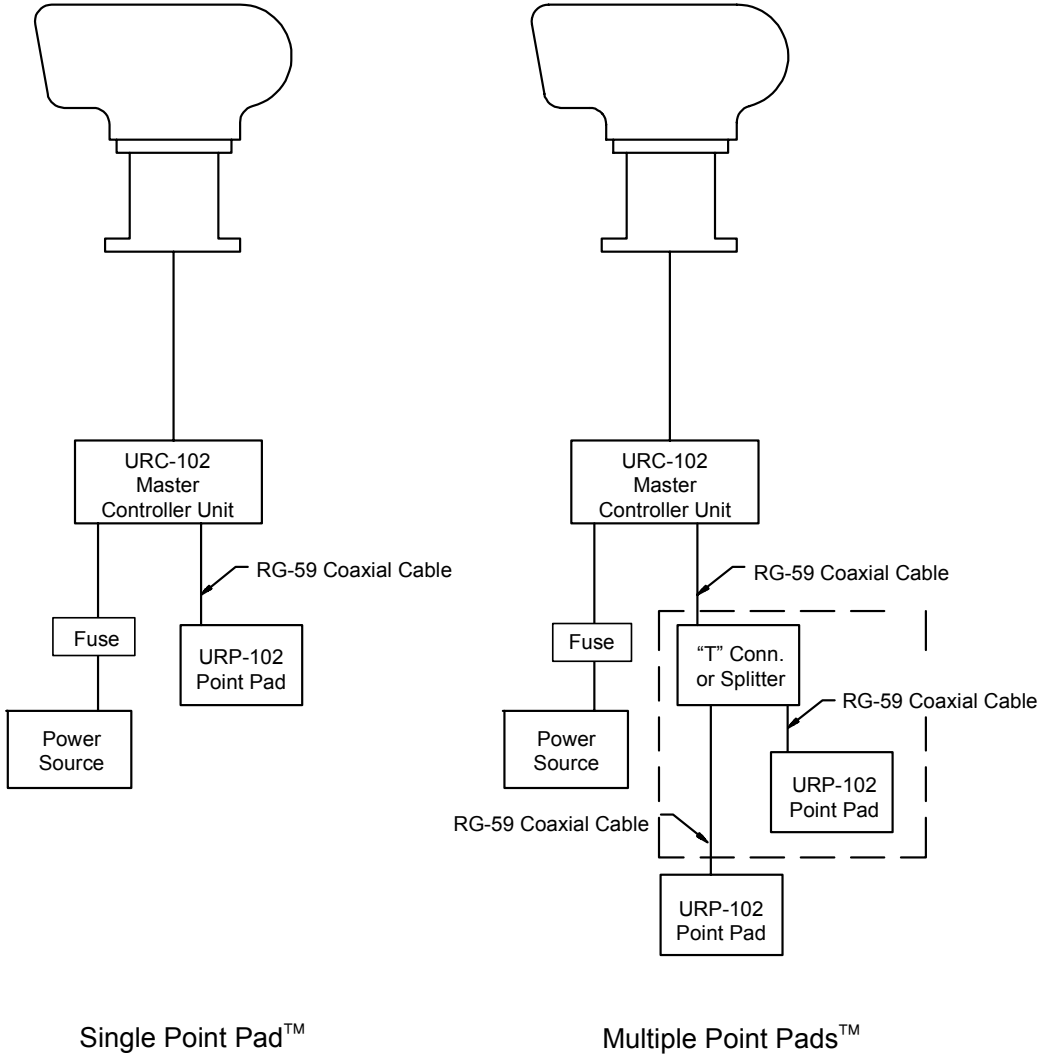 URC-102
Master
Controller Unit
RG-59 Coaxial Cable
Fuse
URP-102
Point Pad
Power
Source
Single Point Pad™
URC-102
Master
Controller Unit
RG-59 Coaxial Cable
Fuse
“T” Conn.
or Splitter
RG-59 Coaxial Cable
Power
Source
URP-102
Point Pad
RG-59 Coaxial Cable
URP-102
Point Pad
Multiple Point Pads™